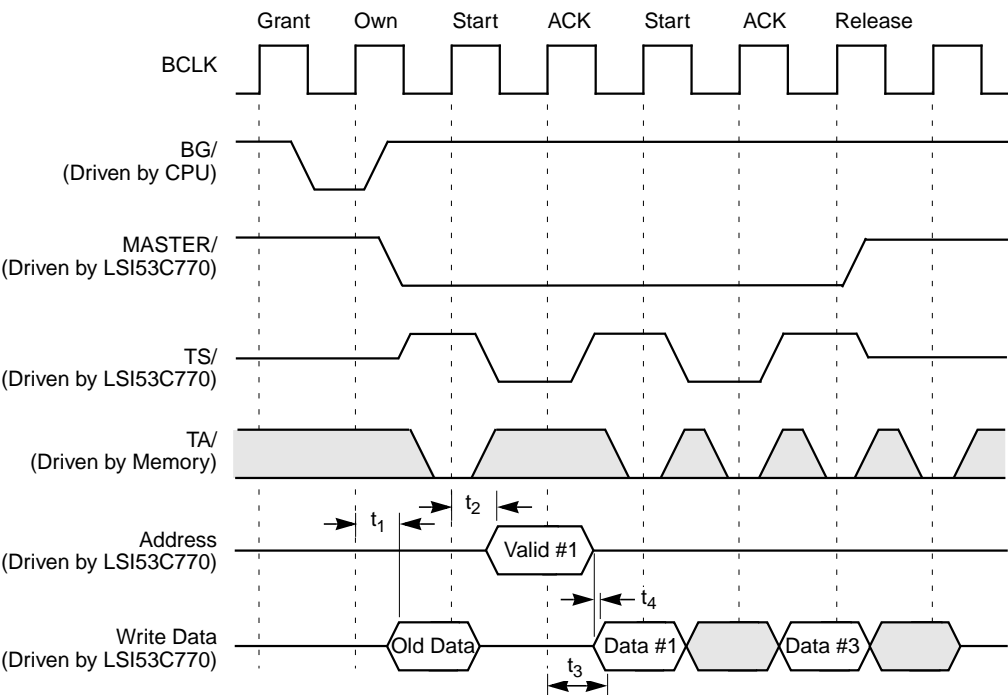 Grant Own Start ACK Start ACK Release
BCLK
BG/
(Driven by CPU)
MASTER/
(Driven by LSI53C770)
TS/
(Driven by LSI53C770)
TA/
(Driven by Memory)
t1 t2
Address
(Driven by LSI53C770)
Valid #1
t4
Write Data
(Driven by LSI53C770)
Old Data Data #1 Data #3
t3